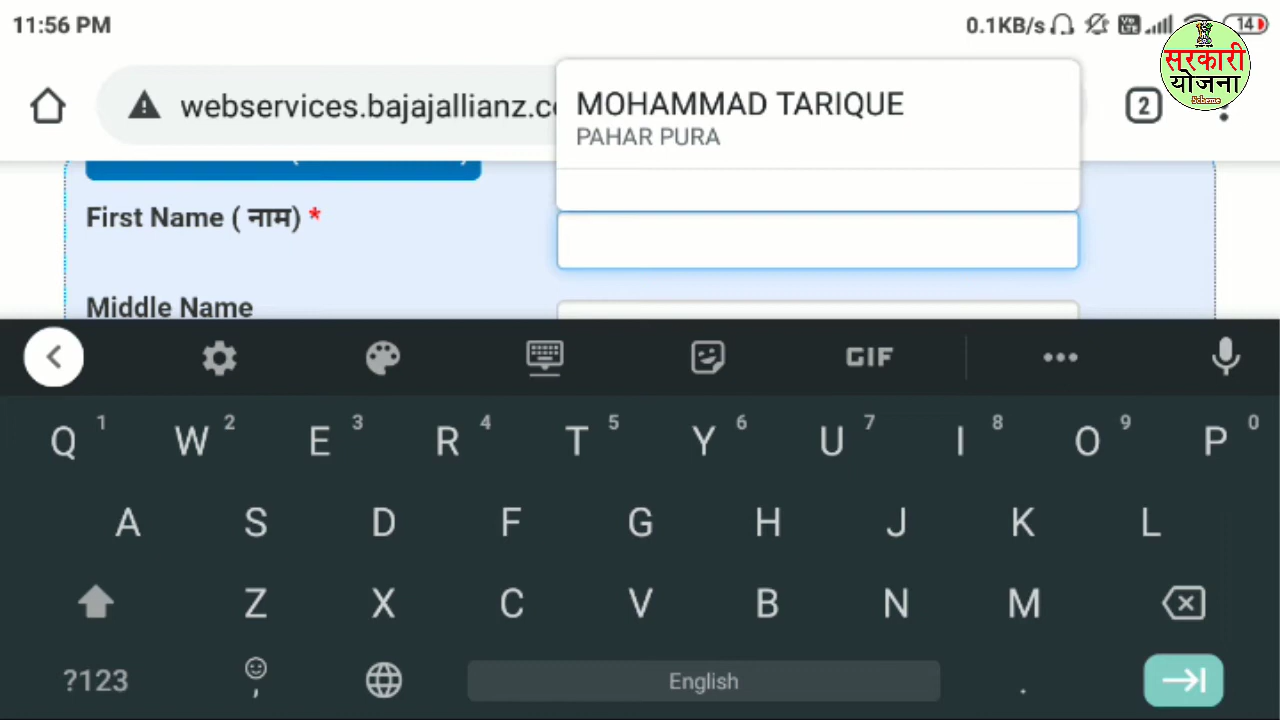 11:56 PM
0.1KB/s
14
सरकारी
योजना
Scheme
webservices.bajajallianz.c
2
MOHAMMAD TARIQUE
PAHAR PURA
First Name ( नाम) *
Middle Name
GIF
Q 1 W 2 E 3 R 4 T 5 Y 6 U 7 I 8 O 9 P 0
A S D F G H J K L
Z X C V B N M
?123 , English .